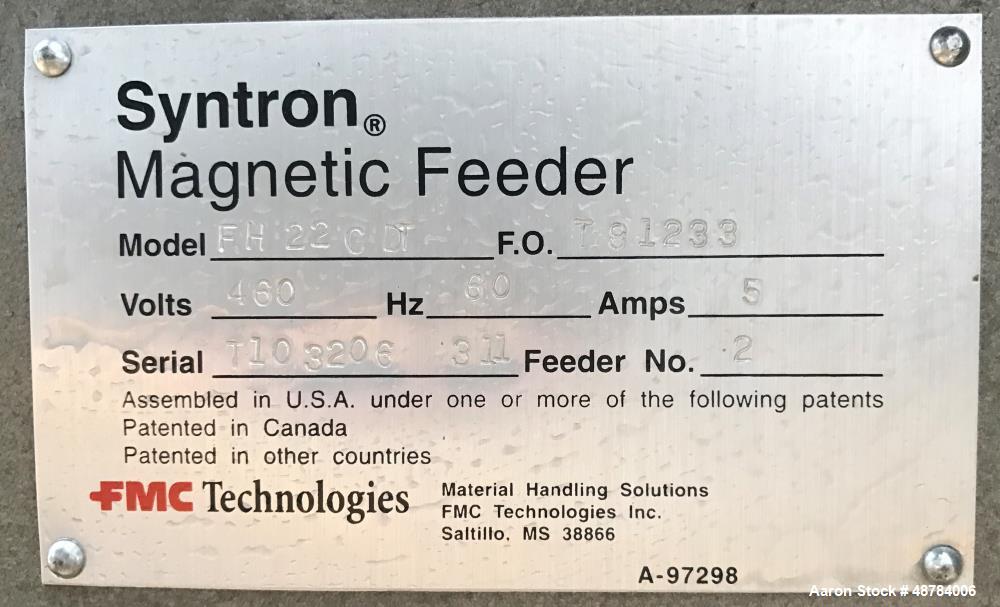 Syntron®
Magnetic Feeder
Model FH 22 C DT - F.O. T 81233
Volts 460 Hz 60 Amps 5
Serial T103206 311 Feeder No. 2
Assembled in U.S.A. under one or more of the following patents
Patented in Canada
Patented in other countries
FMC Technologies
Material Handling Solutions
FMC Technologies Inc.
Saltillo, MS 38866
A-97298
Aaron Stock # 48784006